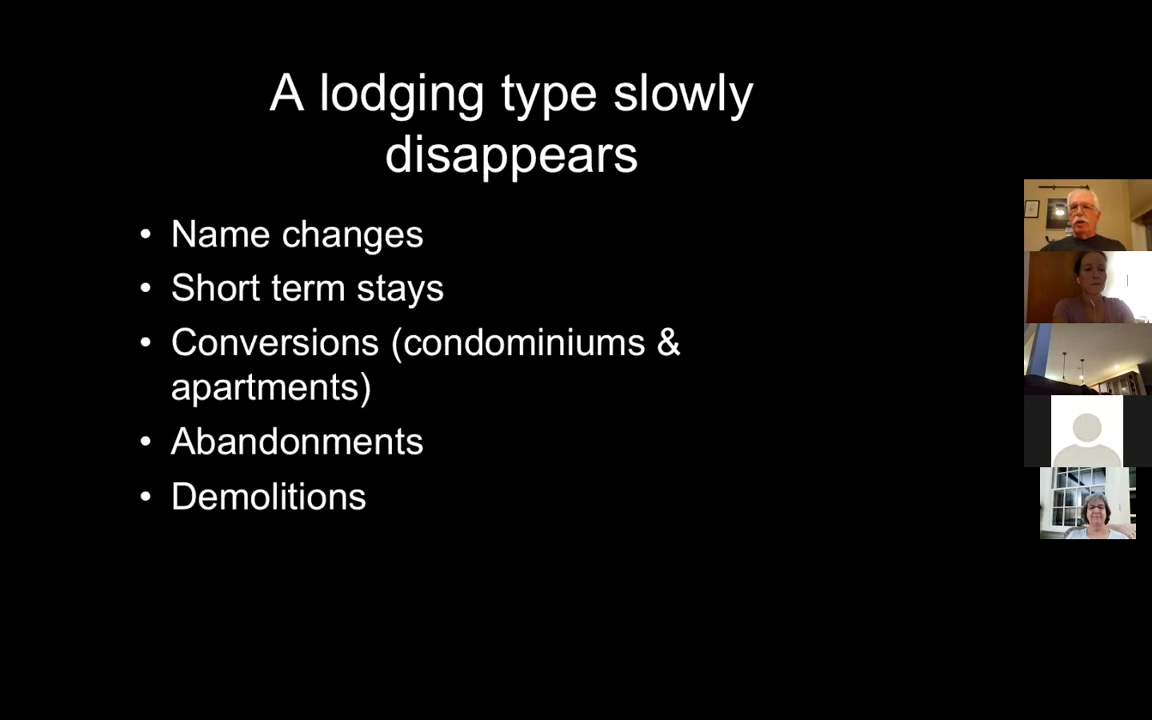 A lodging type slowly
disappears
• Name changes
• Short term stays
• Conversions (condominiums &
apartments)
• Abandonments
• Demolitions